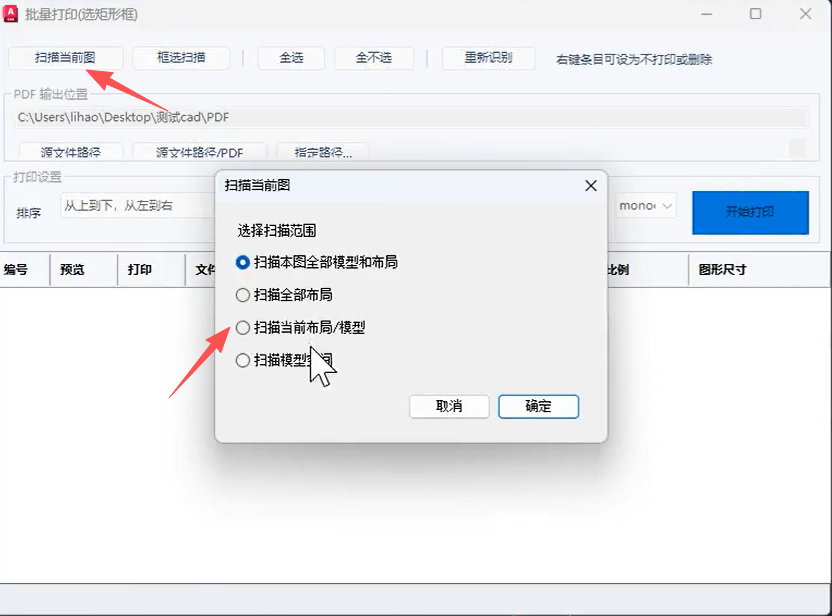 批量打印(选矩形框)
扫描当前图 框选扫描 全选 全不选 重新识别 右键条目可设为不打印或删除
PDF 输出位置
C:\Users\lihao\Desktop\测试cad\PDF
源文件路径 源文件路径/PDF 指定路径...
打印设置
排序 从上到下，从左到右 开始打印
编号 预览 打印 图形尺寸
扫描当前图
选择扫描范围
扫描本图全部模型和布局
扫描全部布局
扫描当前布局/模型
扫描模型空间
取消 确定